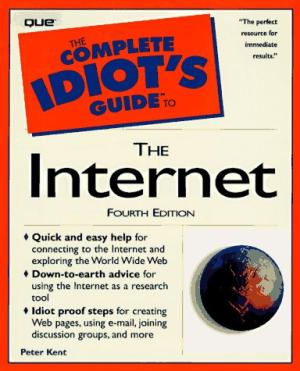 QUE
"The perfect
resource for
immediate
results."
THE
COMPLETE
IDIOT'S
GUIDE™ TO
THE
Internet
FOURTH EDITION
♦ Quick and easy help for
connecting to the Internet and
exploring the World Wide Web
♦ Down-to-earth advice for
using the Internet as a research
tool
♦ Idiot proof steps for creating
Web pages, using e-mail, joining
discussion groups, and more
Peter Kent